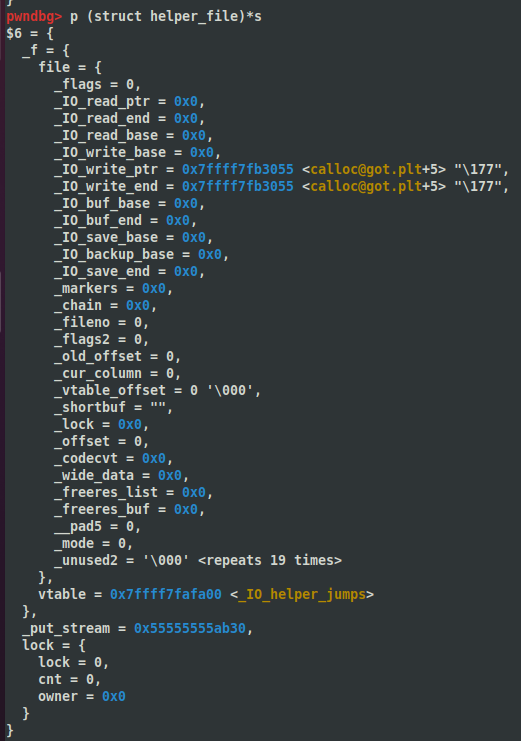 }
pwndbg> p (struct helper_file)*s
$6 = {
  _f = {
    file = {
      _flags = 0,
      _IO_read_ptr = 0x0,
      _IO_read_end = 0x0,
      _IO_read_base = 0x0,
      _IO_write_base = 0x0,
      _IO_write_ptr = 0x7ffff7fb3055 <calloc@got.plt+5> "\177",
      _IO_write_end = 0x7ffff7fb3055 <calloc@got.plt+5> "\177",
      _IO_buf_base = 0x0,
      _IO_buf_end = 0x0,
      _IO_save_base = 0x0,
      _IO_backup_base = 0x0,
      _IO_save_end = 0x0,
      _markers = 0x0,
      _chain = 0x0,
      _fileno = 0,
      _flags2 = 0,
      _old_offset = 0,
      _cur_column = 0,
      _vtable_offset = 0 '\000',
      _shortbuf = "",
      _lock = 0x0,
      _offset = 0,
      _codecvt = 0x0,
      _wide_data = 0x0,
      _freeres_list = 0x0,
      _freeres_buf = 0x0,
      __pad5 = 0,
      _mode = 0,
      _unused2 = '\000' <repeats 19 times>
    },
    vtable = 0x7ffff7fafa00 <_IO_helper_jumps>
  },
  _put_stream = 0x55555555ab30,
  lock = {
    lock = 0,
    cnt = 0,
    owner = 0x0
  }
}